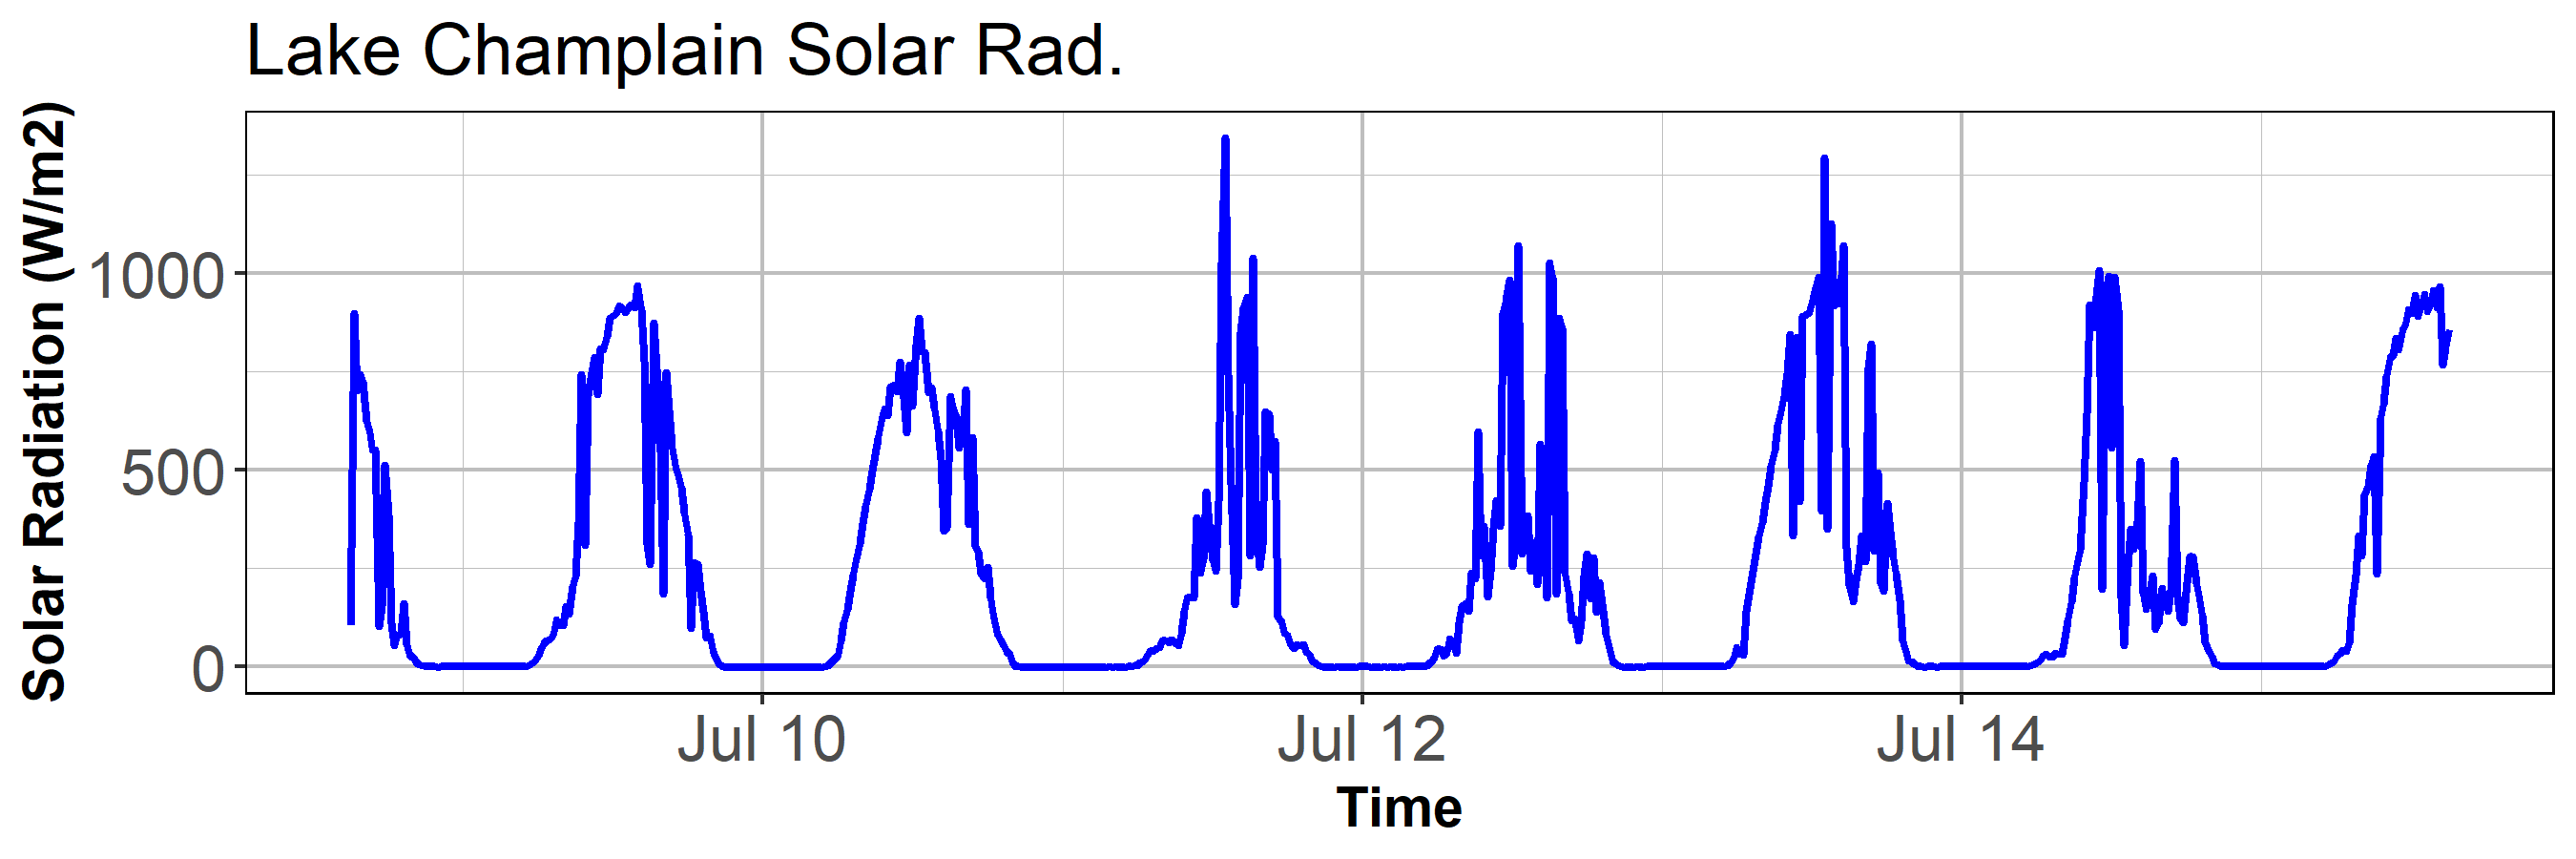 Lake Champlain Solar Rad.
Solar Radiation (W/m2)
1000
500
0
Jul 10 Jul 12 Jul 14
Time